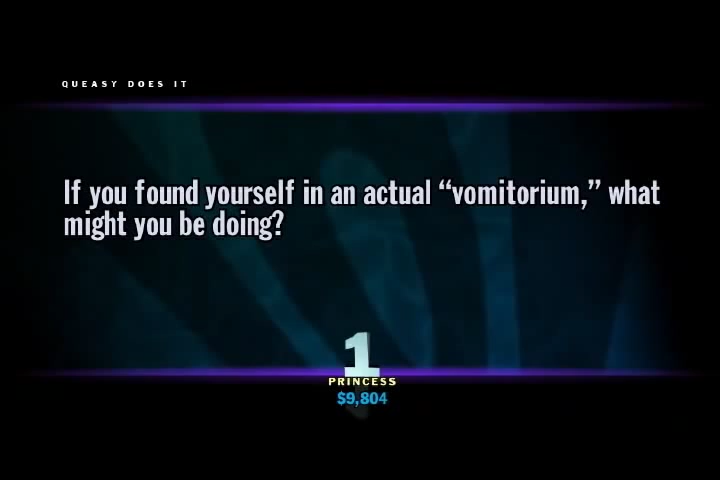 QUEASY DOES IT
If you found yourself in an actual “vomitorium,” what
might you be doing?
1
PRINCESS
$9,804